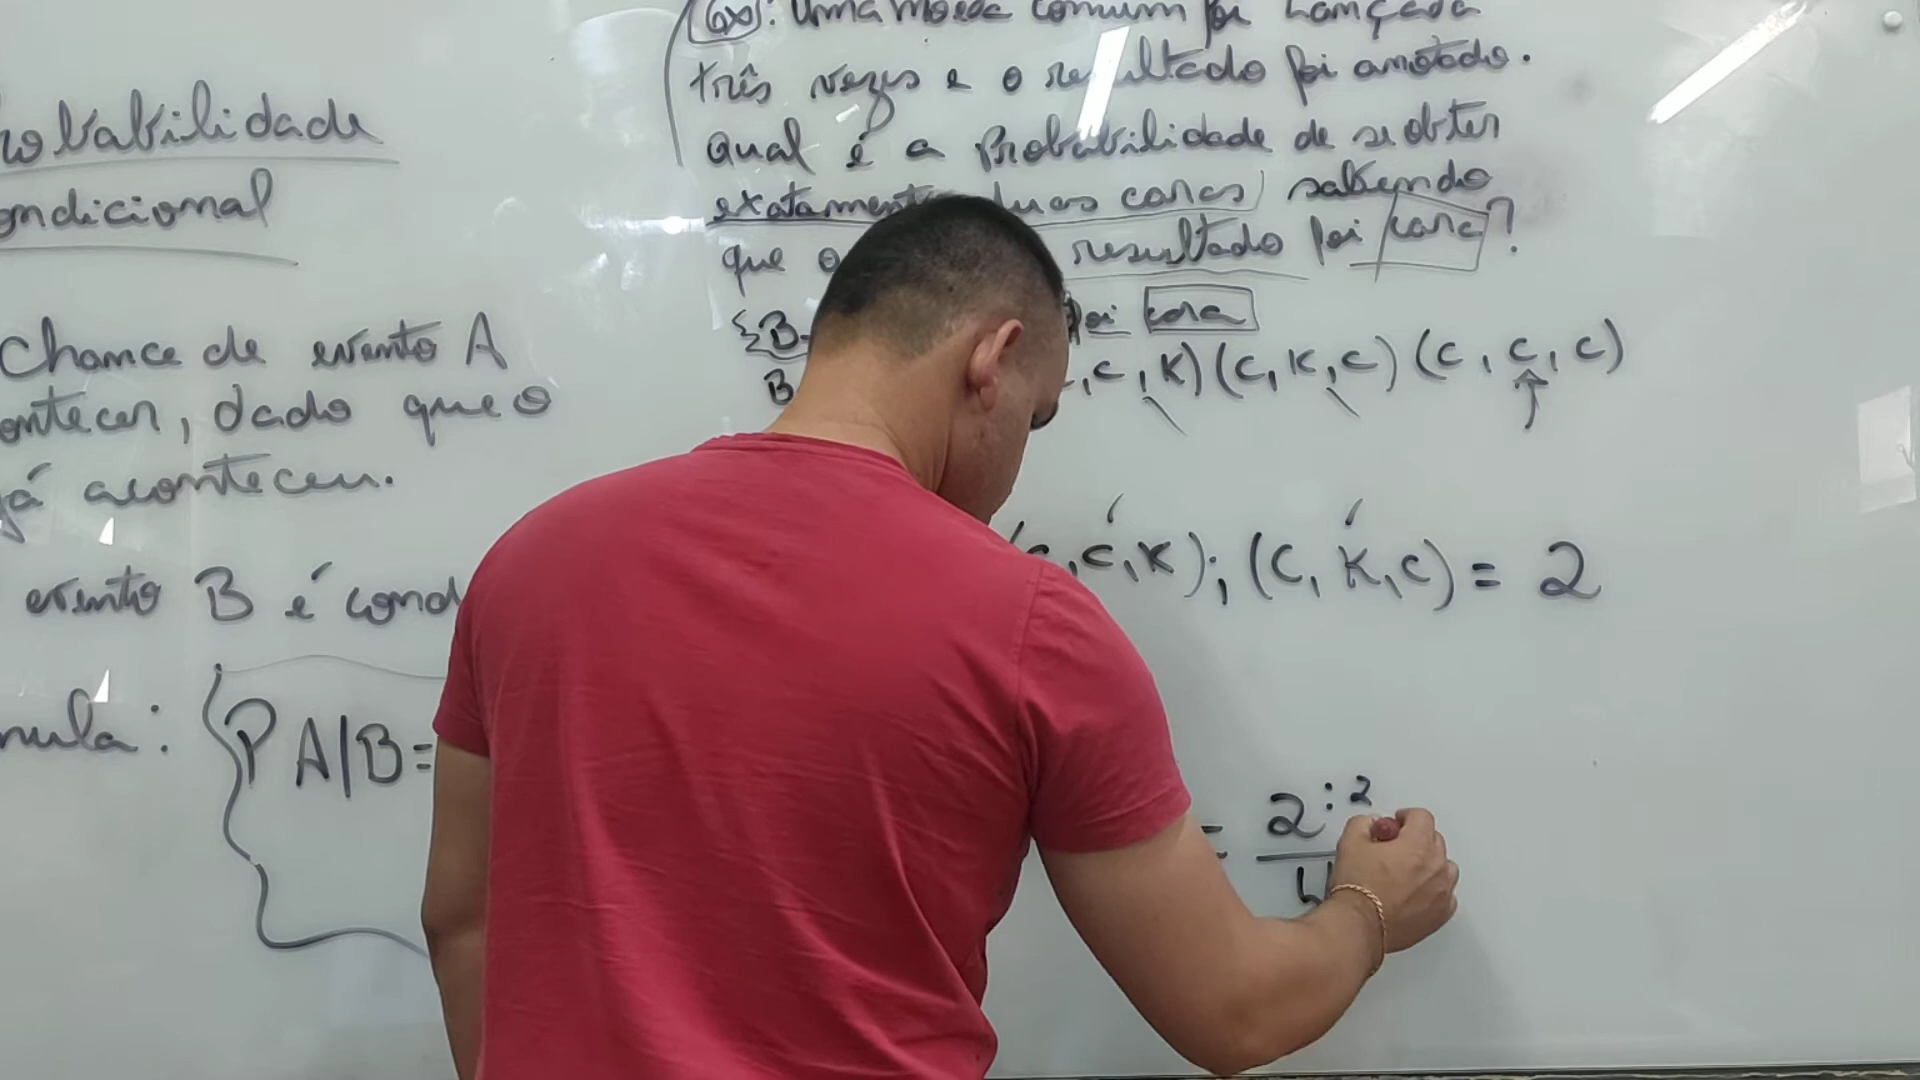 robabilidade
ondicional
Chance de evento A
ontecer, dado que o
já aconteceu.
evento B é cond
mula:
P A/B=
Ex: Uma moeda comum foi lançada
três vezes e o resultado foi anotado.
Qual é a Probabilidade de se obter
exatamente duas caras, sabendo
que o resultado foi cara?
B foi cara
B , C, K) (C, K, C) (C, C, C)
(C, C, K); (C, K, C) = 2
= 2 :2
4